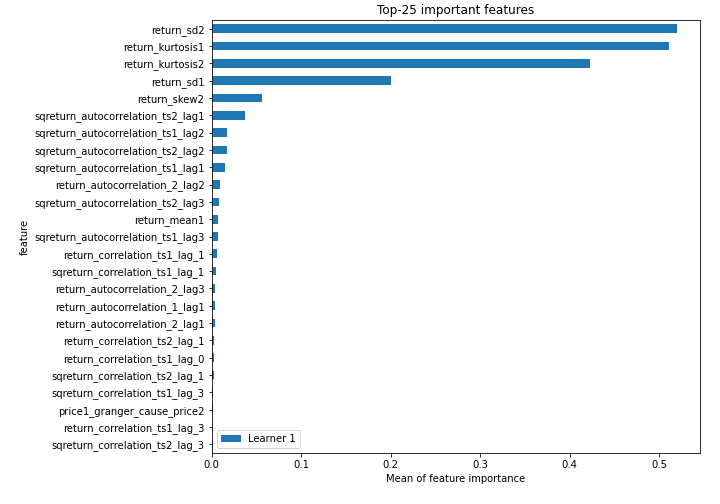 Top-25 important features
return_sd2
return_kurtosis1
return_kurtosis2
return_sd1
return_skew2
sqreturn_autocorrelation_ts2_lag1
sqreturn_autocorrelation_ts1_lag2
sqreturn_autocorrelation_ts2_lag2
sqreturn_autocorrelation_ts1_lag1
return_autocorrelation_2_lag2
sqreturn_autocorrelation_ts2_lag3
return_mean1
sqreturn_autocorrelation_ts1_lag3
return_correlation_ts1_lag_1
sqreturn_correlation_ts1_lag_1
return_autocorrelation_2_lag3
return_autocorrelation_1_lag1
return_autocorrelation_2_lag1
return_correlation_ts2_lag_1
return_correlation_ts1_lag_0
sqreturn_correlation_ts2_lag_1
sqreturn_correlation_ts1_lag_3
price1_granger_cause_price2
return_correlation_ts1_lag_3
sqreturn_correlation_ts2_lag_3
feature
Learner 1
0.0 0.1 0.2 0.3 0.4 0.5
Mean of feature importance